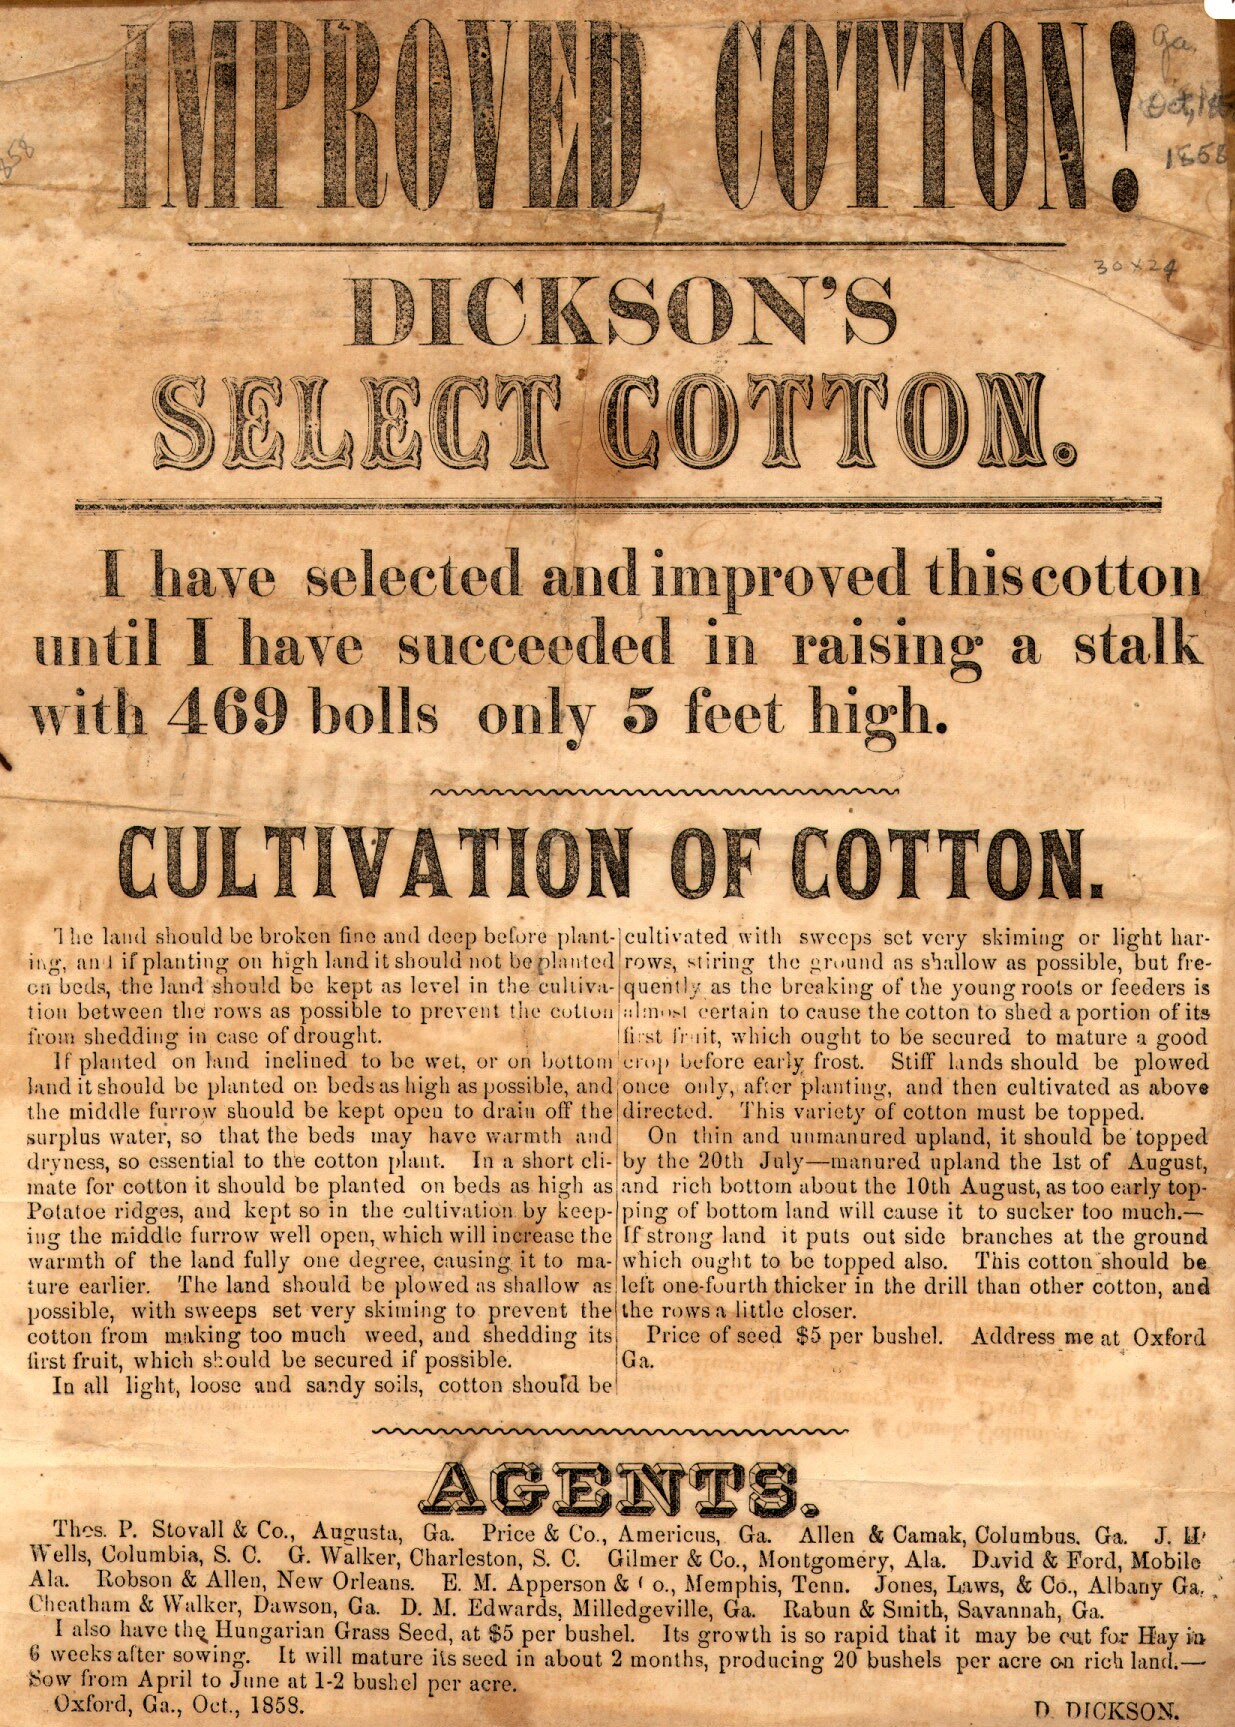 IMPROVED COTTON!
Ga.
1858
30 x 24
DICKSON'S
SELECT COTTON.
I have selected and improved this cotton
until I have succeeded in raising a stalk
with 469 bolls only 5 feet high.
CULTIVATION OF COTTON.
The land should be broken fine and deep before plant-
ing, and if planting on high land it should not be planted
on beds, the land should be kept as level in the cultiva-
tion between the rows as possible to prevent the cotton
from shedding in case of drought.
If planted on land inclined to be wet, or on bottom
land it should be planted on beds as high as possible, and
the middle furrow should be kept open to drain off the
surplus water, so that the beds may have warmth and
dryness, so essential to the cotton plant. In a short cli-
mate for cotton it should be planted on beds as high as
Potatoe ridges, and kept so in the cultivation by keep-
ing the middle furrow well open, which will increase the
warmth of the land fully one degree, causing it to ma-
ture earlier. The land should be plowed as shallow as
possible, with sweeps set very skiming to prevent the
cotton from making too much weed, and shedding its
first fruit, which should be secured if possible.
In all light, loose and sandy soils, cotton should be
cultivated with sweeps set very skiming or light har-
rows, stiring the ground as shallow as possible, but fre-
quently as the breaking of the young roots or feeders is
almost certain to cause the cotton to shed a portion of its
first fruit, which ought to be secured to mature a good
crop before early frost. Stiff lands should be plowed
once only, after planting, and then cultivated as above
directed. This variety of cotton must be topped.
On thin and unmanured upland, it should be topped
by the 20th July—manured upland the 1st of August,
and rich bottom about the 10th August, as too early top-
ping of bottom land will cause it to sucker too much.—
If strong land it puts out side branches at the ground
which ought to be topped also. This cotton should be
left one-fourth thicker in the drill than other cotton, and
the rows a little closer.
Price of seed $5 per bushel. Address me at Oxford
Ga.
AGENTS.
Thos. P. Stovall & Co., Augusta, Ga. Price & Co., Americus, Ga. Allen & Camak, Columbus. Ga. J. H
Wells, Columbia, S. C. G. Walker, Charleston, S. C. Gilmer & Co., Montgomery, Ala. David & Ford, Mobile
Ala. Robson & Allen, New Orleans. E. M. Apperson & Co., Memphis, Tenn. Jones, Laws, & Co., Albany Ga.
Cheatham & Walker, Dawson, Ga. D. M. Edwards, Milledgeville, Ga. Rabun & Smith, Savannah, Ga.
I also have the Hungarian Grass Seed, at $5 per bushel. Its growth is so rapid that it may be cut for Hay in
6 weeks after sowing. It will mature its seed in about 2 months, producing 20 bushels per acre on rich land.—
Sow from April to June at 1-2 bushel per acre.
Oxford, Ga., Oct., 1858.
D. DICKSON.